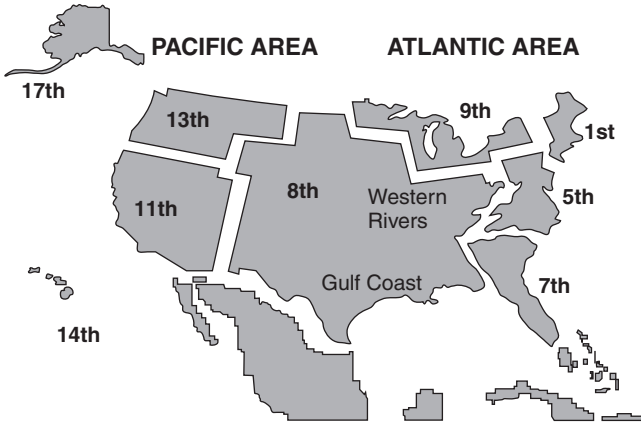 PACIFIC AREA
ATLANTIC AREA
17th
13th
9th
1st
11th
8th
Western
Rivers
5th
Gulf Coast
7th
14th